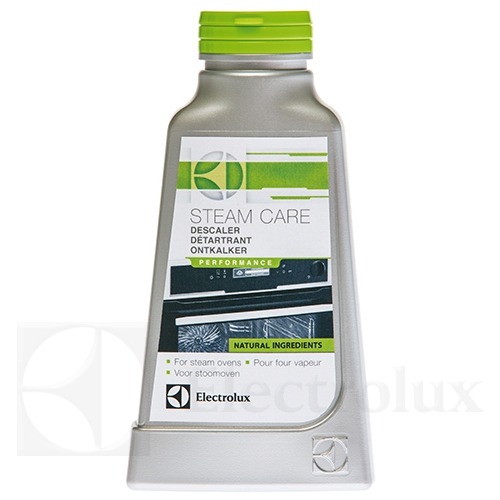 STEAM CARE
DESCALER
DÉTARTRANT
ONTKALKER
PERFORMANCE
NATURAL INGREDIENTS
▪ For steam ovens ▪ Pour four vapeur
▪ Voor stoomoven
Electrolux
Electrolux